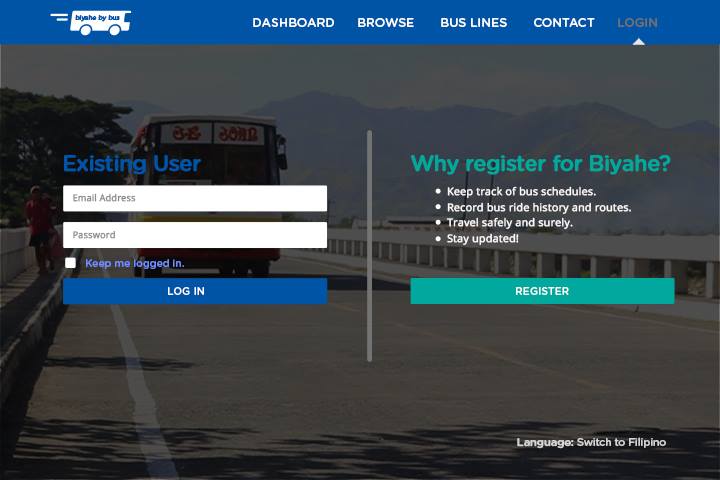 biyahe by bus
DASHBOARD BROWSE BUS LINES CONTACT LOGIN
Existing User
Email Address
Password
Keep me logged in.
LOG IN
Why register for Biyahe?
Keep track of bus schedules.
Record bus ride history and routes.
Travel safely and surely.
Stay updated!
REGISTER
Language: Switch to Filipino